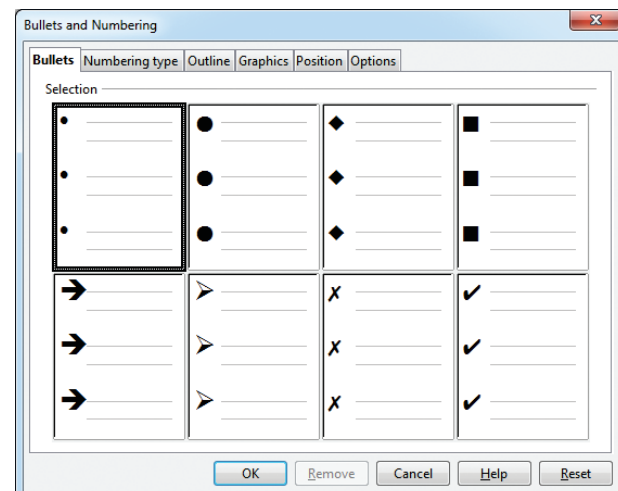 Bullets and Numbering
Bullets Numbering type Outline Graphics Position Options
Selection
OK Remove Cancel Help Reset